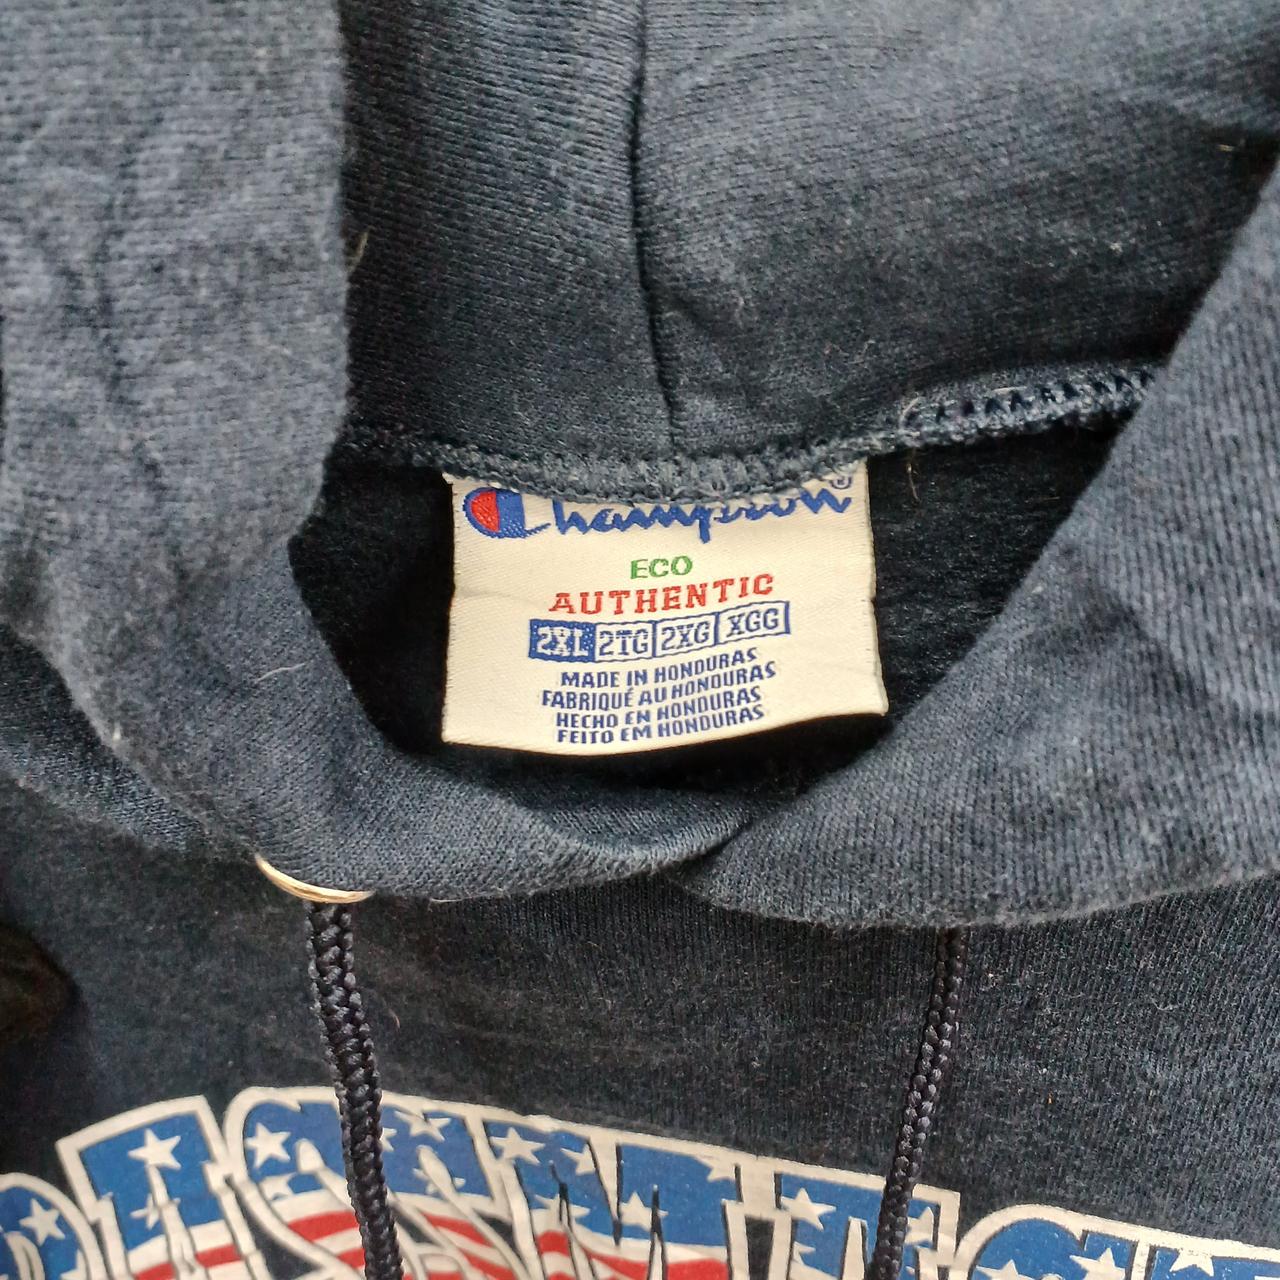 Champion®
ECO
AUTHENTIC
2XL 2TG 2XG XGG
MADE IN HONDURAS
FABRIQUÉ AU HONDURAS
HECHO EN HONDURAS
FEITO EM HONDURAS